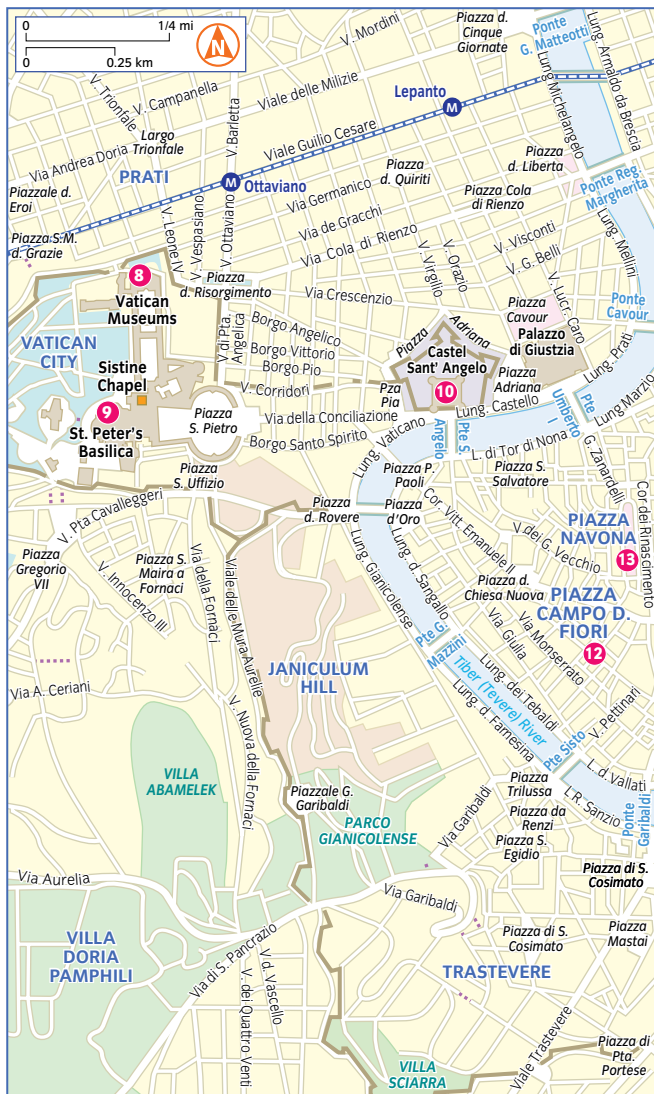 0
1/4 mi
0
0.25 km
N
V. Mordini
Piazza d.
Cinque
Giornate
Ponte
G. Matteotti
Lung. Arnaldo da Brescia
Lung. Michelangelo
V. Trionfale
V. Campanella
Viale delle Milizie
Lepanto
M
V. Barletta
Largo
Trionfale
Viale Guilio Cesare
Via Andrea Doria
PRATI
M
Ottaviano
Piazza
d. Quiriti
Piazza
d. Liberta
Ponte Reg.
Margherita
Piazzale d.
Eroi
Via Germanico
Piazza Cola
di Rienzo
V. Leone IV
V. Vespasiano
V. Ottaviano
Via de Gracchi
Via Cola di Rienzo
Piazza S.M.
d. Grazie
V. Visconti
Lung. Mellini
V. Orazio
V. Virgilio
V. G. Belli
8
Vatican
Museums
Piazza
d. Risorgimento
Via Crescenzio
Piazza
Cavour
V. Lucr. Caro
Ponte
Cavour
VATICAN
CITY
V. di Pta.
Angelica
Borgo Angelico
Borgo Vittorio
Borgo Pio
Piazza
Adriana
Palazzo
di Giustzia
Castel
Sant' Angelo
Lung. Prati
Sistine
Chapel
V. Corridori
Pza
Pia
10
Piazza
Adriana
Lung. Castello
Lung Marzio
9
St. Peter's
Basilica
Piazza
S. Pietro
Via della Conciliazione
Borgo Santo Spirito
Lung. Vaticano
Pte S.
Angelo
Pte
Umberto
I
L. di Tor di Nona
G. Zanardelli
Piazza
S. Uffizio
Piazza P.
Paoli
Piazza S.
Salvatore
V. Pta Cavalleggeri
Piazza
d. Rovere
Piazza
d'Oro
Cor. Vitt. Emanuele II
V. dei G. Vecchio
PIAZZA
NAVONA
13
Cor. dei Rinascimento
Piazza
Gregorio
VII
Piazza S.
Maira a
Fornaci
V. Innocenzo III
Via della Fornaci
Viale delle Mura Aurelie
Lung. Gianicolense
Lung. d. Sangallo
Piazza d.
Chiesa Nuova
PIAZZA
CAMPO D.
FIORI
12
Via Giulia
Via Monserrato
Pte G.
Mazzini
JANICULUM
HILL
Via A. Ceriani
Lung. dei Tebaldi
Tiber (Tevere) River
Lung. d. Farnesina
V. Pettinari
V. Nuova della Fornaci
Pte Sisto
VILLA
ABAMELEK
Piazzale G.
Garibaldi
PARCO
GIANICOLENSE
Via Garibaldi
Piazza
Trilussa
L. d. Vallati
L.R. Sanzio
Ponte
Garibaldi
Piazza da
Renzi
Piazza S.
Egidio
Via Aurelia
Via Garibaldi
Piazza di S.
Cosimato
VILLA
DORIA
PAMPHILI
Via di S. Pancrazio
Piazza di S.
Cosimato
Piazza
Mastai
V. d. Vascello
V. dei Quattro Venti
TRASTEVERE
Viale Trastevere
Piazza di
Pta.
Portese
VILLA
SCIARRA